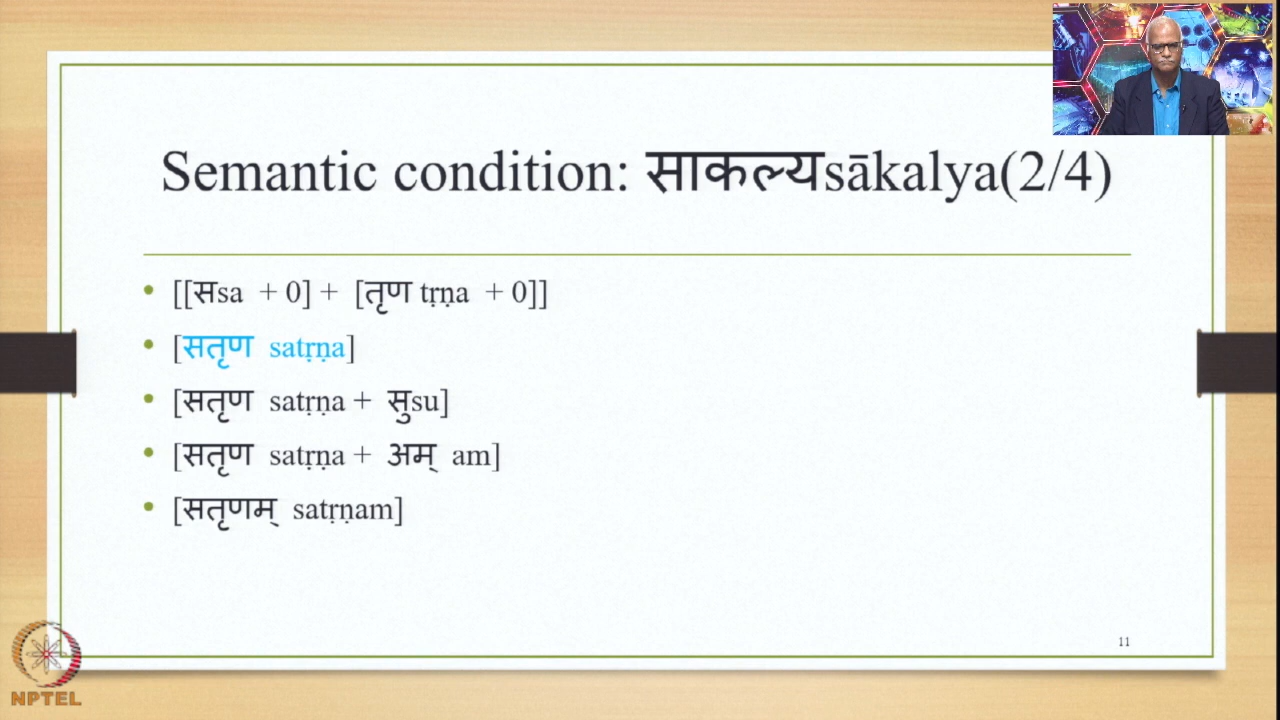 Semantic condition: साकल्यsākalya(2/4)
[[सsa + 0] + [तृण tṛṇa + 0]]
[सतृण satṛṇa]
[सतृण satṛṇa + सुsu]
[सतृण satṛṇa + अम् am]
[सतृणम् satṛṇam]
11
NPTEL